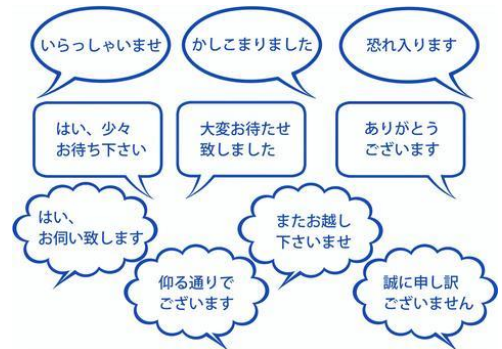 いらっしゃいませ
かしこまりました
恐れ入ります
はい、少々
お待ち下さい
大変お待たせ
致しました
ありがとう
ございます
はい、
お伺い致します
またお越し
下さいませ
仰る通りで
ございます
誠に申し訳
ございません